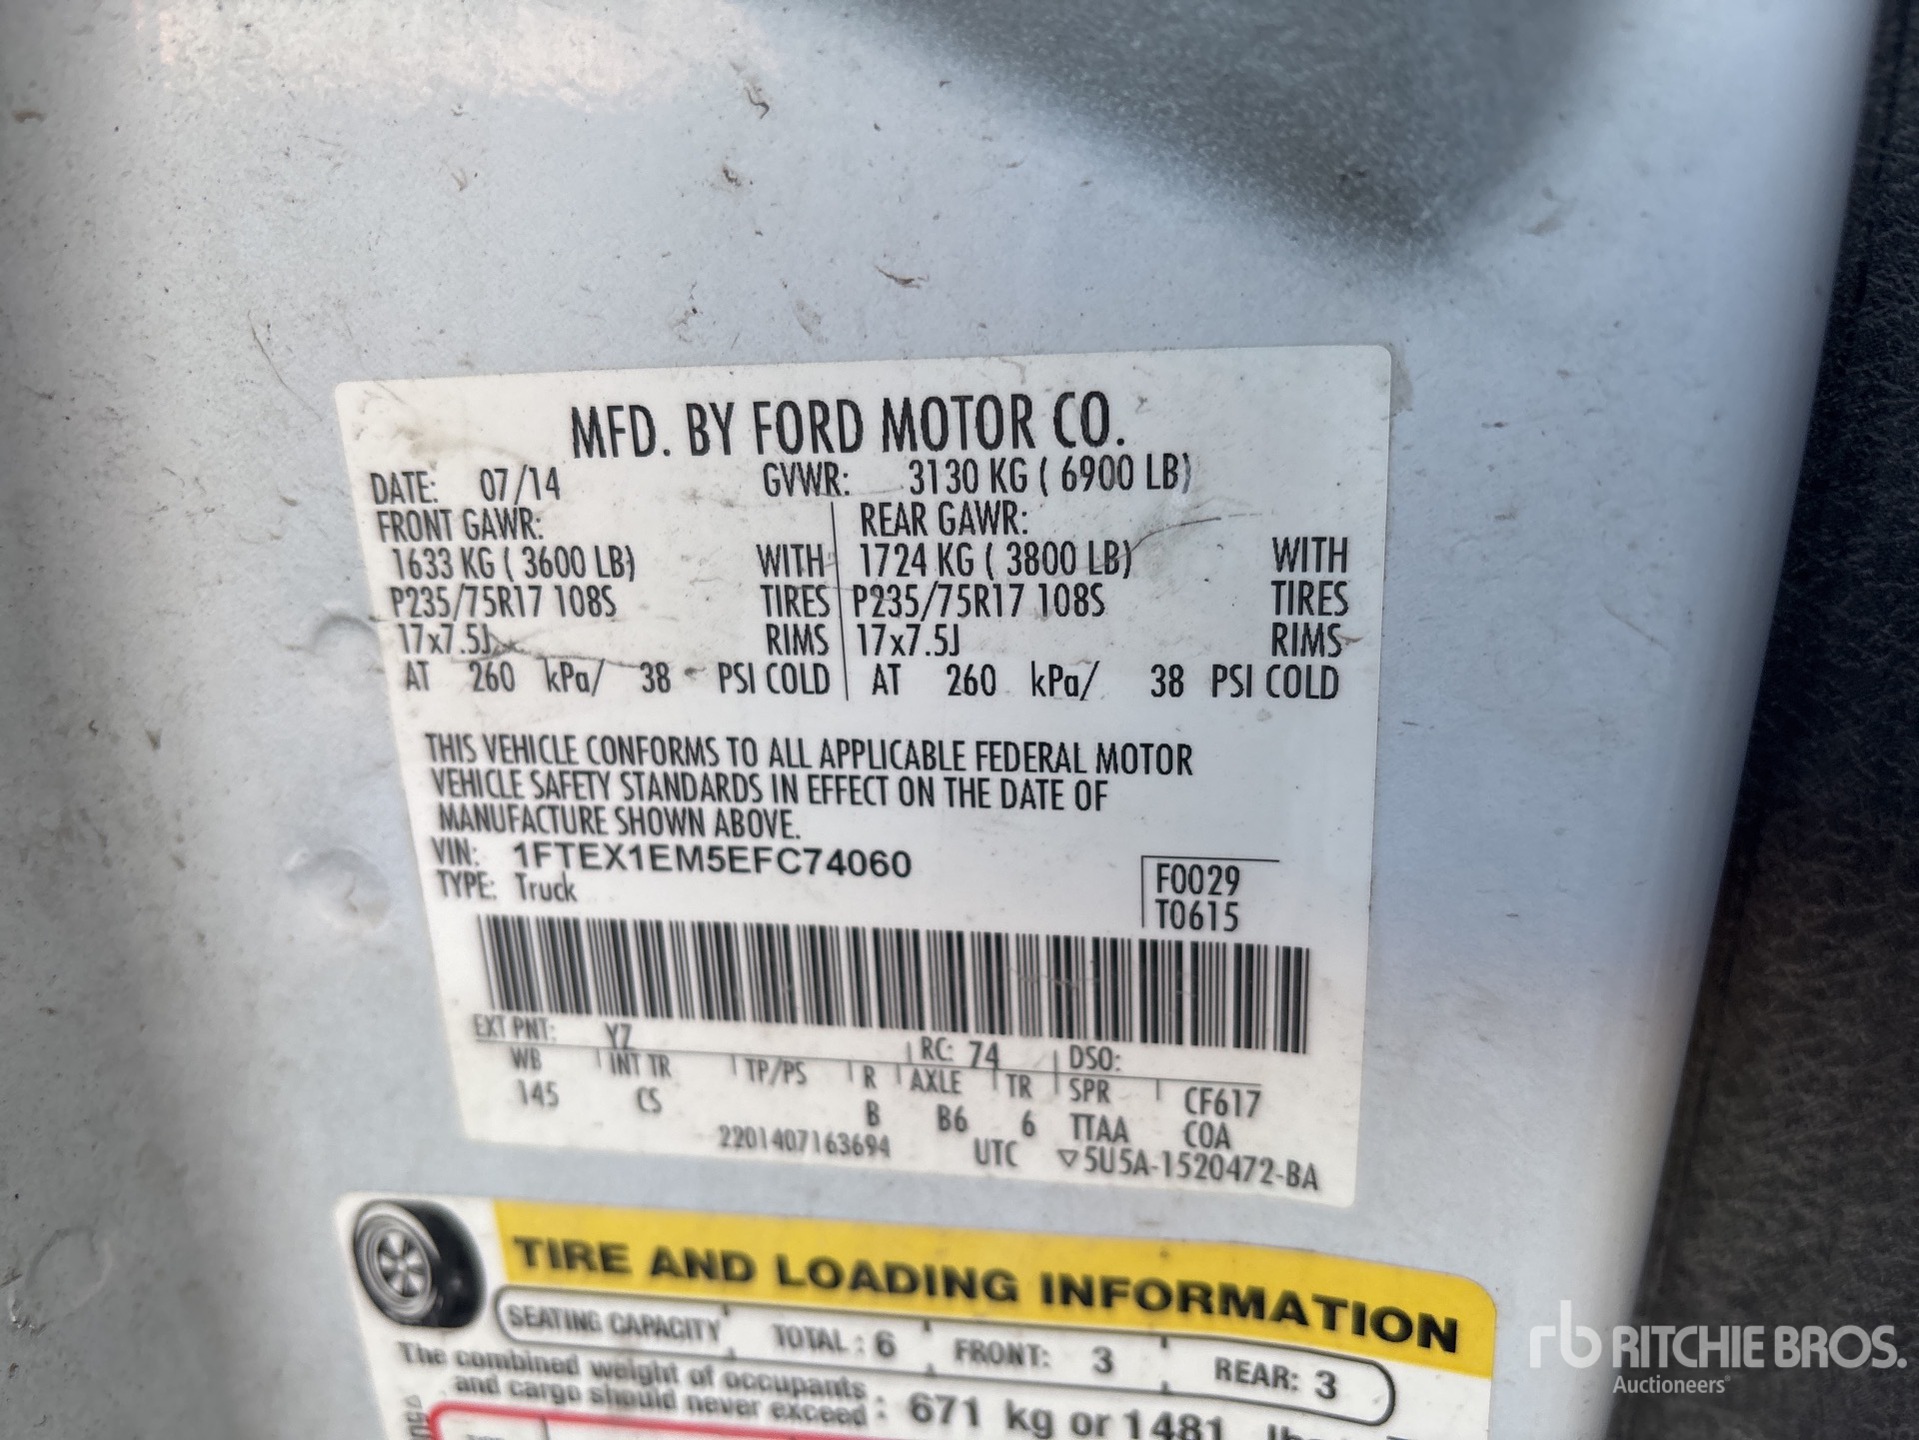 MFD. BY FORD MOTOR CO.
DATE: 07/14 GVWR: 3130 KG ( 6900 LB)
FRONT GAWR: REAR GAWR:
1633 KG ( 3600 LB) WITH 1724 KG ( 3800 LB) WITH
P235/75R17 108S TIRES P235/75R17 108S TIRES
17x7.5J RIMS 17x7.5J RIMS
AT 260 kPa/ 38 PSI COLD AT 260 kPa/ 38 PSI COLD
THIS VEHICLE CONFORMS TO ALL APPLICABLE FEDERAL MOTOR
VEHICLE SAFETY STANDARDS IN EFFECT ON THE DATE OF
MANUFACTURE SHOWN ABOVE.
VIN: 1FTEX1EM5EFC74060
TYPE: Truck
F0029
T0615
EXT PNT: YZ RC: 74 DSO:
WB INT TR TP/PS R AXLE TR SPR CF617
145 CS B B6 6 TTAA COA
2201407163694 UTC ▽5U5A-1520472-BA
TIRE AND LOADING INFORMATION
SEATING CAPACITY TOTAL : 6 FRONT: 3 REAR: 3
The combined weight of occupants
and cargo should never exceed : 671 kg or 1481
rb RITCHIE BROS.
Auctioneers